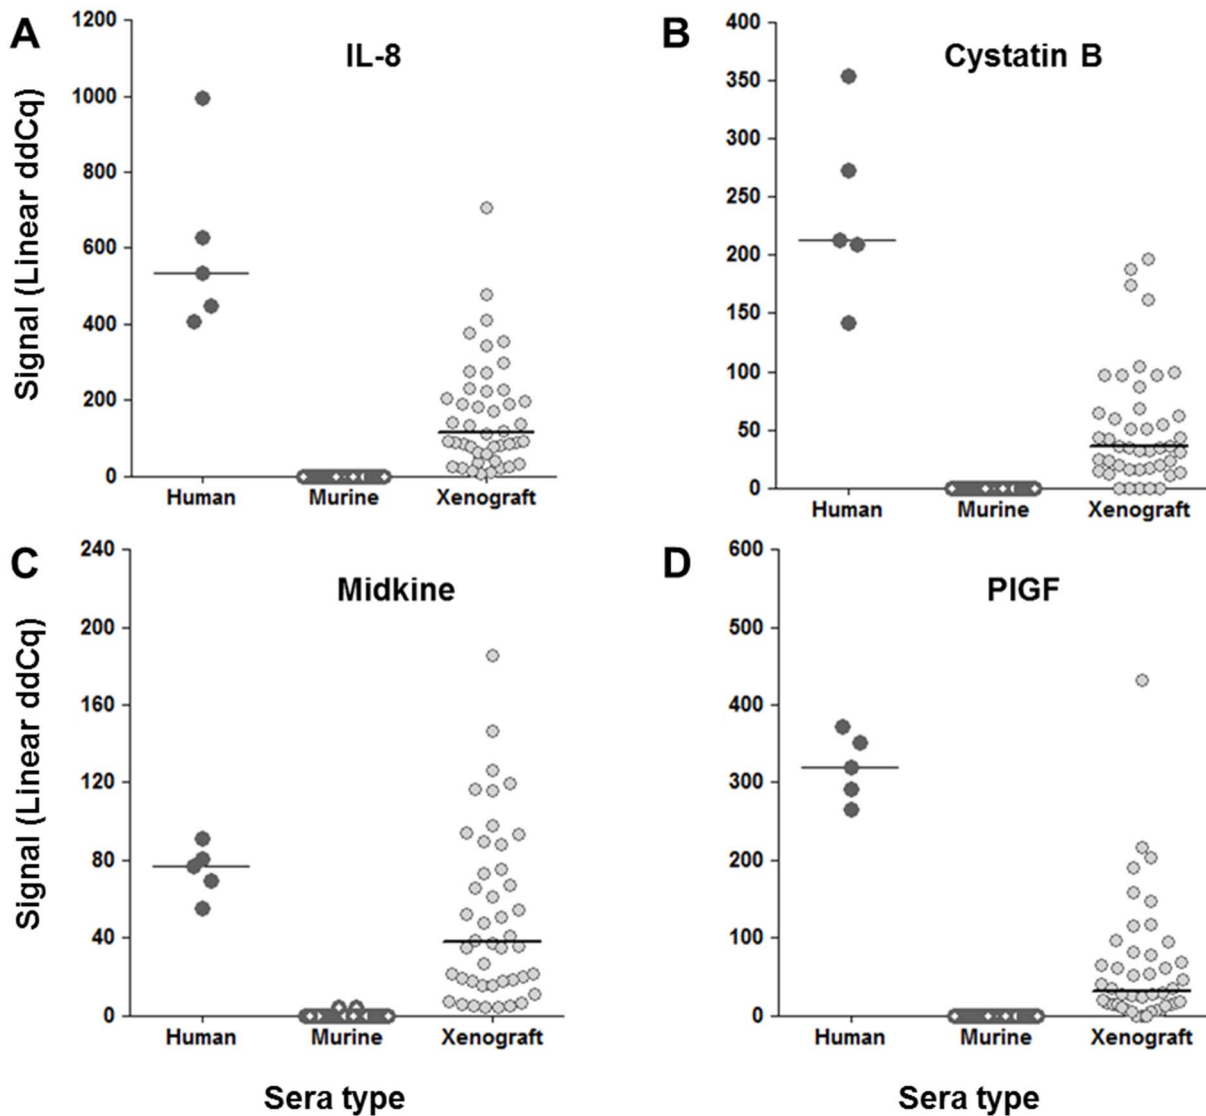 A
IL-8
Signal (Linear ddCq)
1200
1000
800
600
400
200
0
Human Murine Xenograft
B
Cystatin B
400
350
300
250
200
150
100
50
0
Human Murine Xenograft
C
Midkine
Signal (Linear ddCq)
240
200
160
120
80
40
0
Human Murine Xenograft
Sera type
D
PIGF
600
500
400
300
200
100
0
Human Murine Xenograft
Sera type